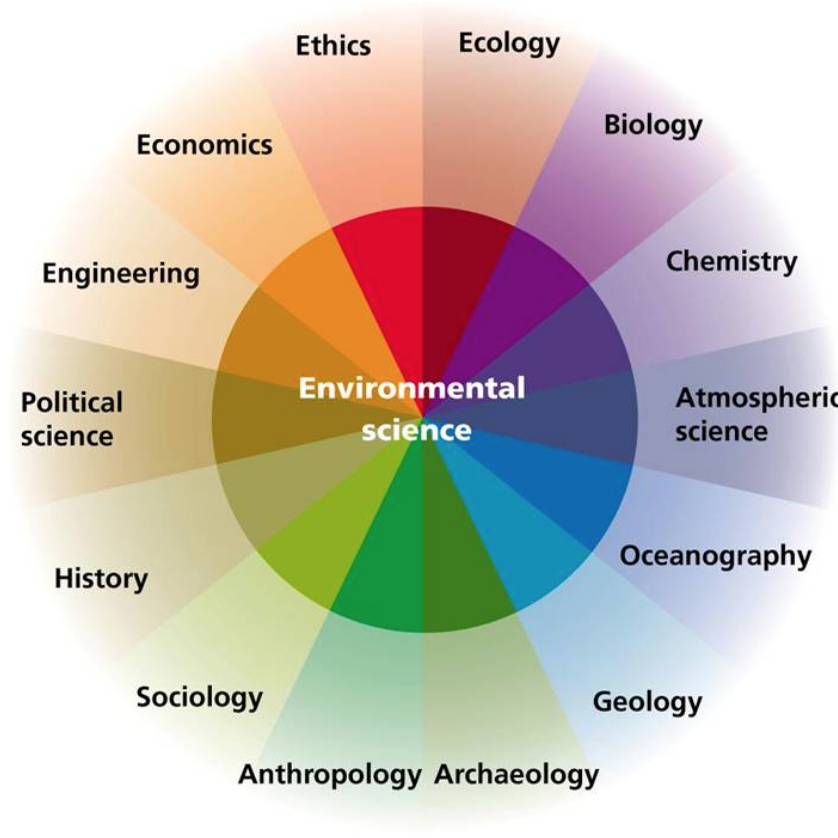 Ethics
Ecology
Economics
Biology
Engineering
Chemistry
Environmental
science
Political
science
Atmospheric
science
History
Oceanography
Sociology
Geology
Anthropology
Archaeology